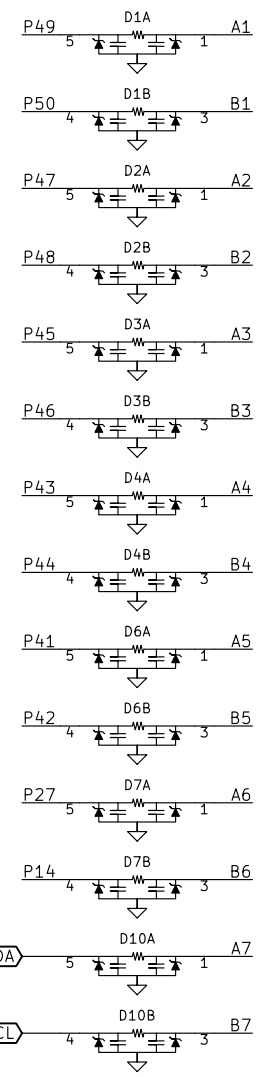 D1A
P49 5 1 A1
D1B
P50 4 3 B1
D2A
P47 5 1 A2
D2B
P48 4 3 B2
D3A
P45 5 1 A3
D3B
P46 4 3 B3
D4A
P43 5 1 A4
D4B
P44 4 3 B4
D6A
P41 5 1 A5
D6B
P42 4 3 B5
D7A
P27 5 1 A6
D7B
P14 4 3 B6
D10A
DA 5 1 A7
D10B
CL 4 3 B7